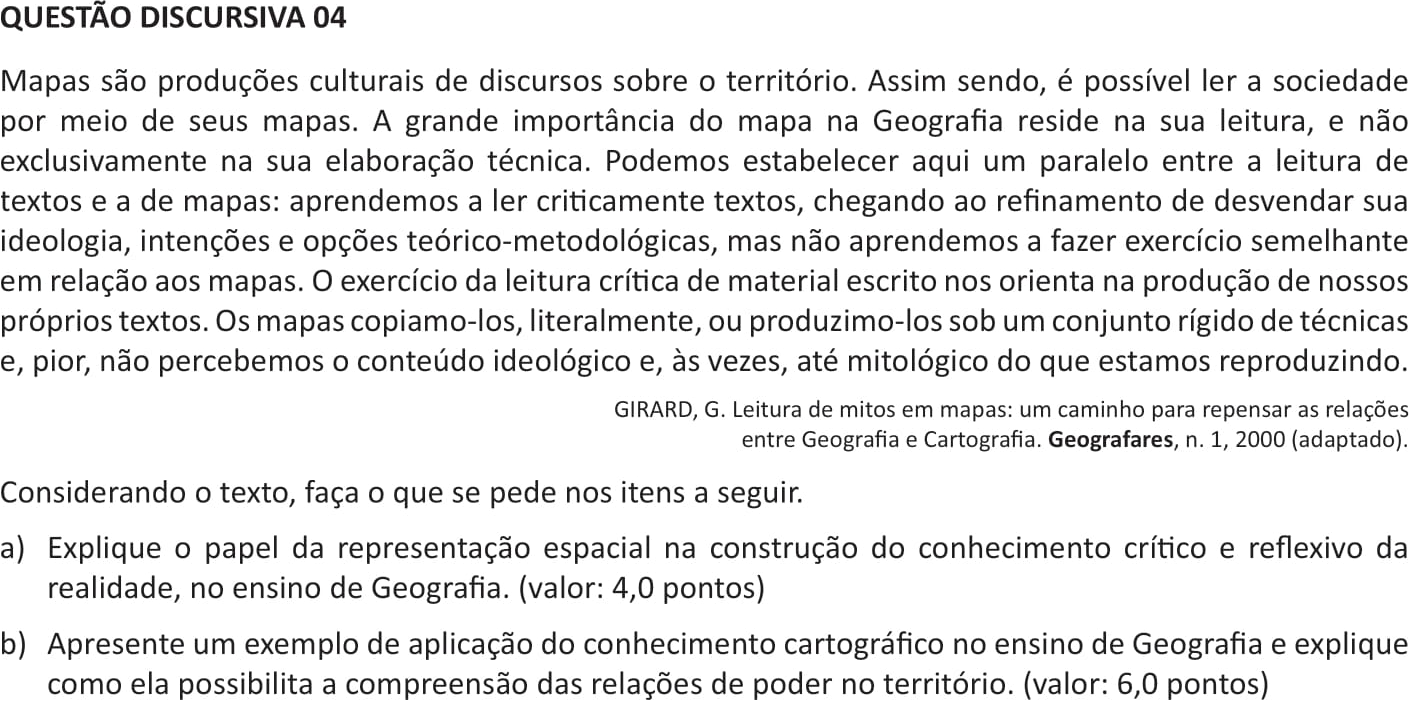 QUESTÃO DISCURSIVA 04
Mapas são produções culturais de discursos sobre o território. Assim sendo, é possível ler a sociedade
por meio de seus mapas. A grande importância do mapa na Geografia reside na sua leitura, e não
exclusivamente na sua elaboração técnica. Podemos estabelecer aqui um paralelo entre a leitura de
textos e a de mapas: aprendemos a ler criticamente textos, chegando ao refinamento de desvendar sua
ideologia, intenções e opções teórico-metodológicas, mas não aprendemos a fazer exercício semelhante
em relação aos mapas. O exercício da leitura crítica de material escrito nos orienta na produção de nossos
próprios textos. Os mapas copiamo-los, literalmente, ou produzimo-los sob um conjunto rígido de técnicas
e, pior, não percebemos o conteúdo ideológico e, às vezes, até mitológico do que estamos reproduzindo.
GIRARD, G. Leitura de mitos em mapas: um caminho para repensar as relações
entre Geografia e Cartografia. Geografares, n. 1, 2000 (adaptado).
Considerando o texto, faça o que se pede nos itens a seguir.
a) Explique o papel da representação espacial na construção do conhecimento crítico e reflexivo da
realidade, no ensino de Geografia. (valor: 4,0 pontos)
b) Apresente um exemplo de aplicação do conhecimento cartográfico no ensino de Geografia e explique
como ela possibilita a compreensão das relações de poder no território. (valor: 6,0 pontos)